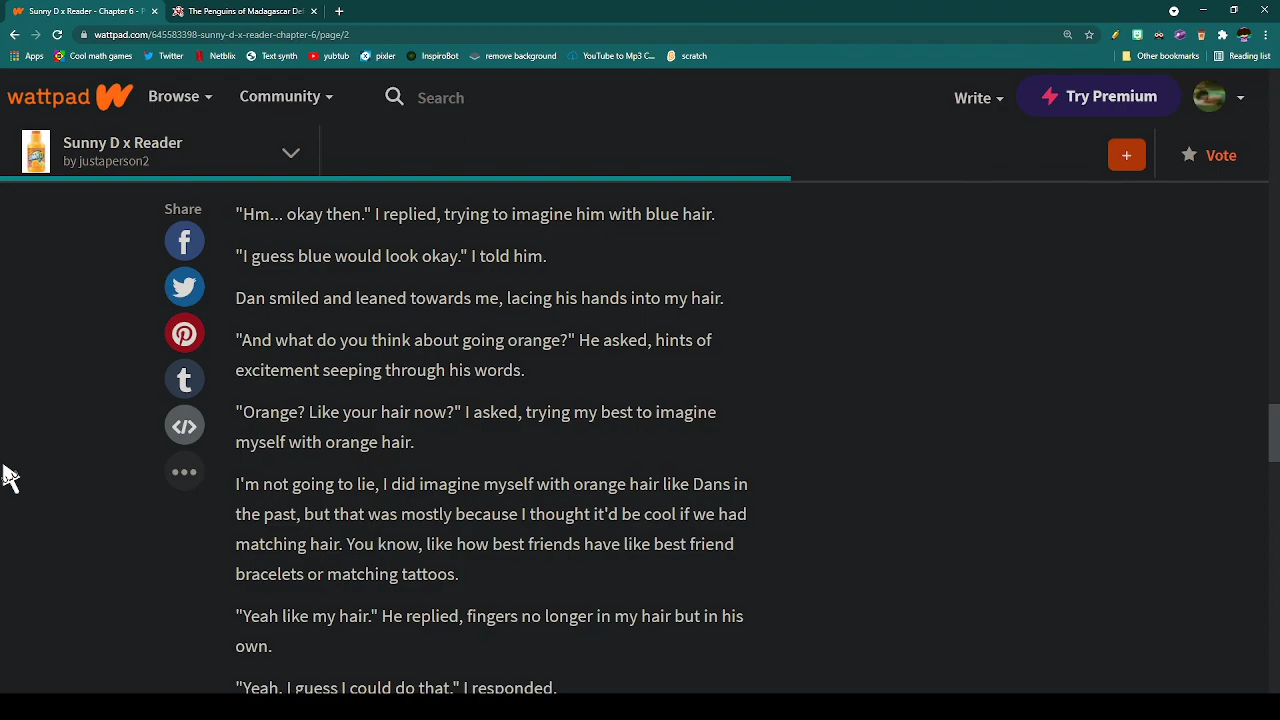 Sunny D x Reader - Chapter 6 - P
The Penguins of Madagascar De
wattpad.com/645583398-sunny-d-x-reader-chapter-6/page/2
Apps Cool math games Twitter Netblix Text synth yubtub pixler InspiroBot remove background YouTube to Mp3 C... scratch Other bookmarks Reading list
wattpad Browse Community Search Write Try Premium
Sunny D x Reader
by justaperson2
+ Vote
Share
"Hm... okay then." I replied, trying to imagine him with blue hair.
"I guess blue would look okay." I told him.
Dan smiled and leaned towards me, lacing his hands into my hair.
"And what do you think about going orange?" He asked, hints of
excitement seeping through his words.
"Orange? Like your hair now?" I asked, trying my best to imagine
myself with orange hair.
I'm not going to lie, I did imagine myself with orange hair like Dans in
the past, but that was mostly because I thought it'd be cool if we had
matching hair. You know, like how best friends have like best friend
bracelets or matching tattoos.
"Yeah like my hair." He replied, fingers no longer in my hair but in his
own.
"Yeah, I guess I could do that." I responded.